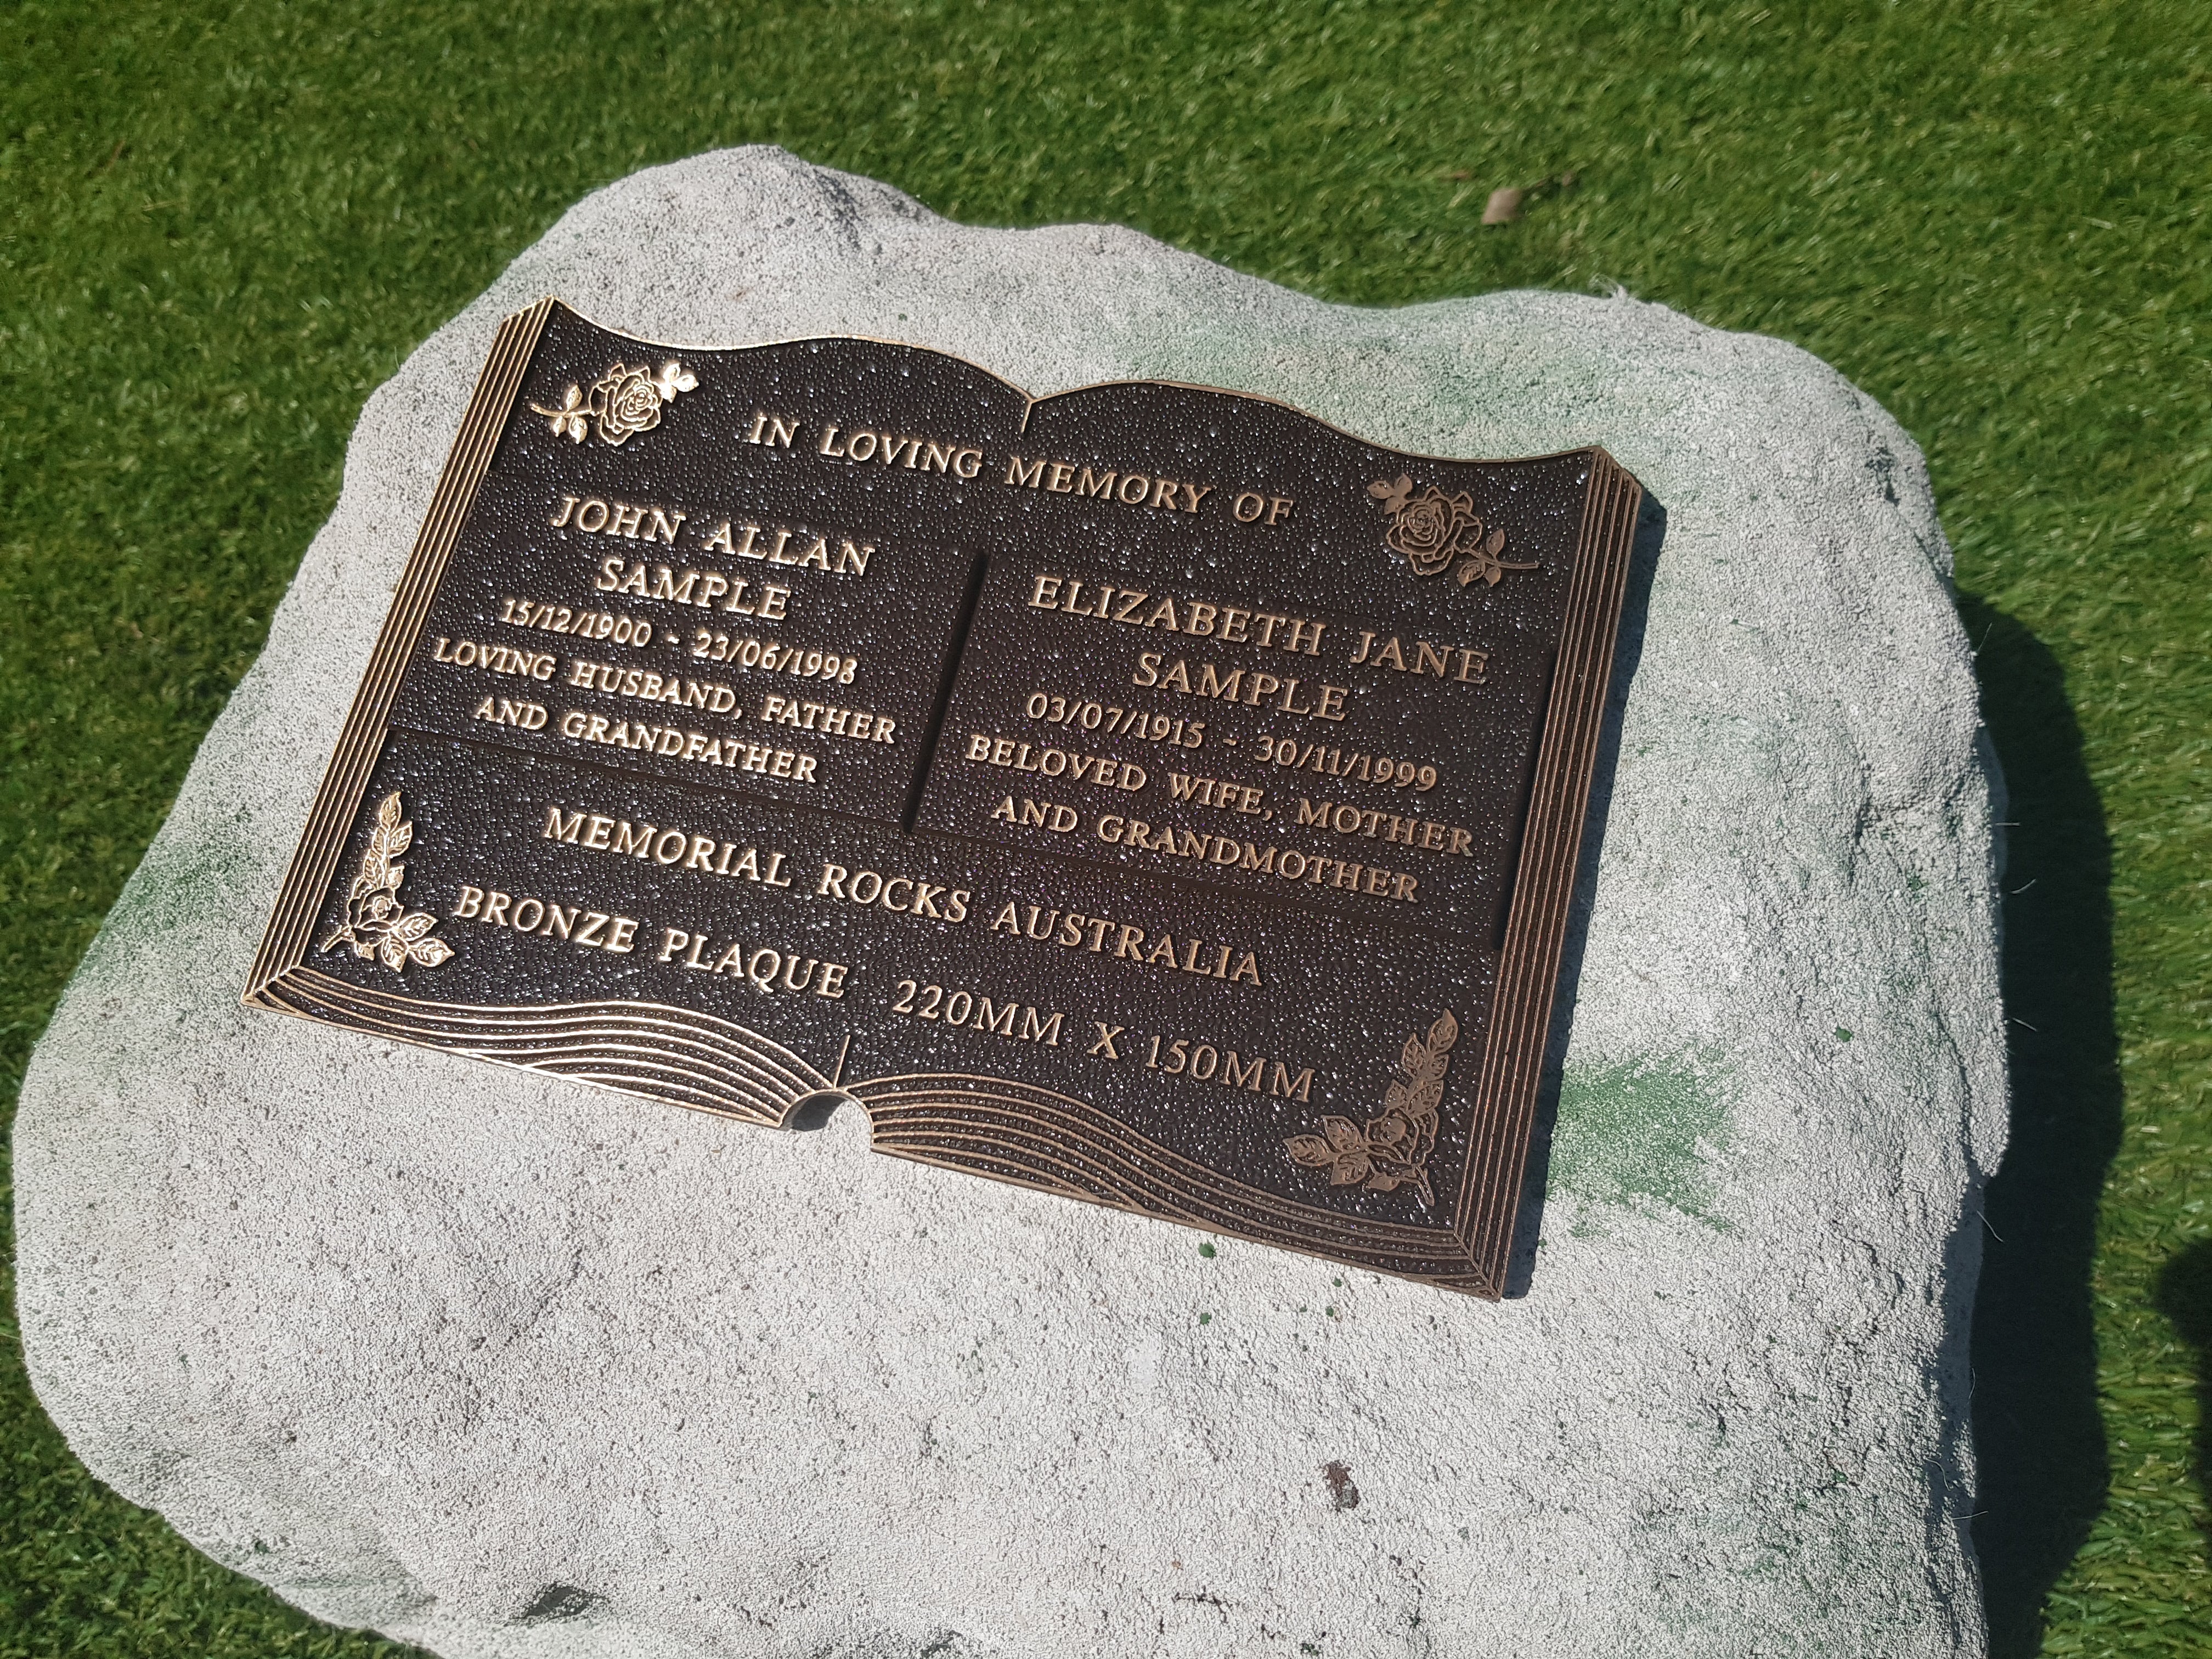 IN LOVING MEMORY OF
JOHN ALLAN
SAMPLE
15/12/1900 - 23/06/1998
LOVING HUSBAND, FATHER
AND GRANDFATHER
ELIZABETH JANE
SAMPLE
03/07/1915 - 30/11/1999
BELOVED WIFE, MOTHER
AND GRANDMOTHER
MEMORIAL ROCKS AUSTRALIA
BRONZE PLAQUE 220MM X 150MM